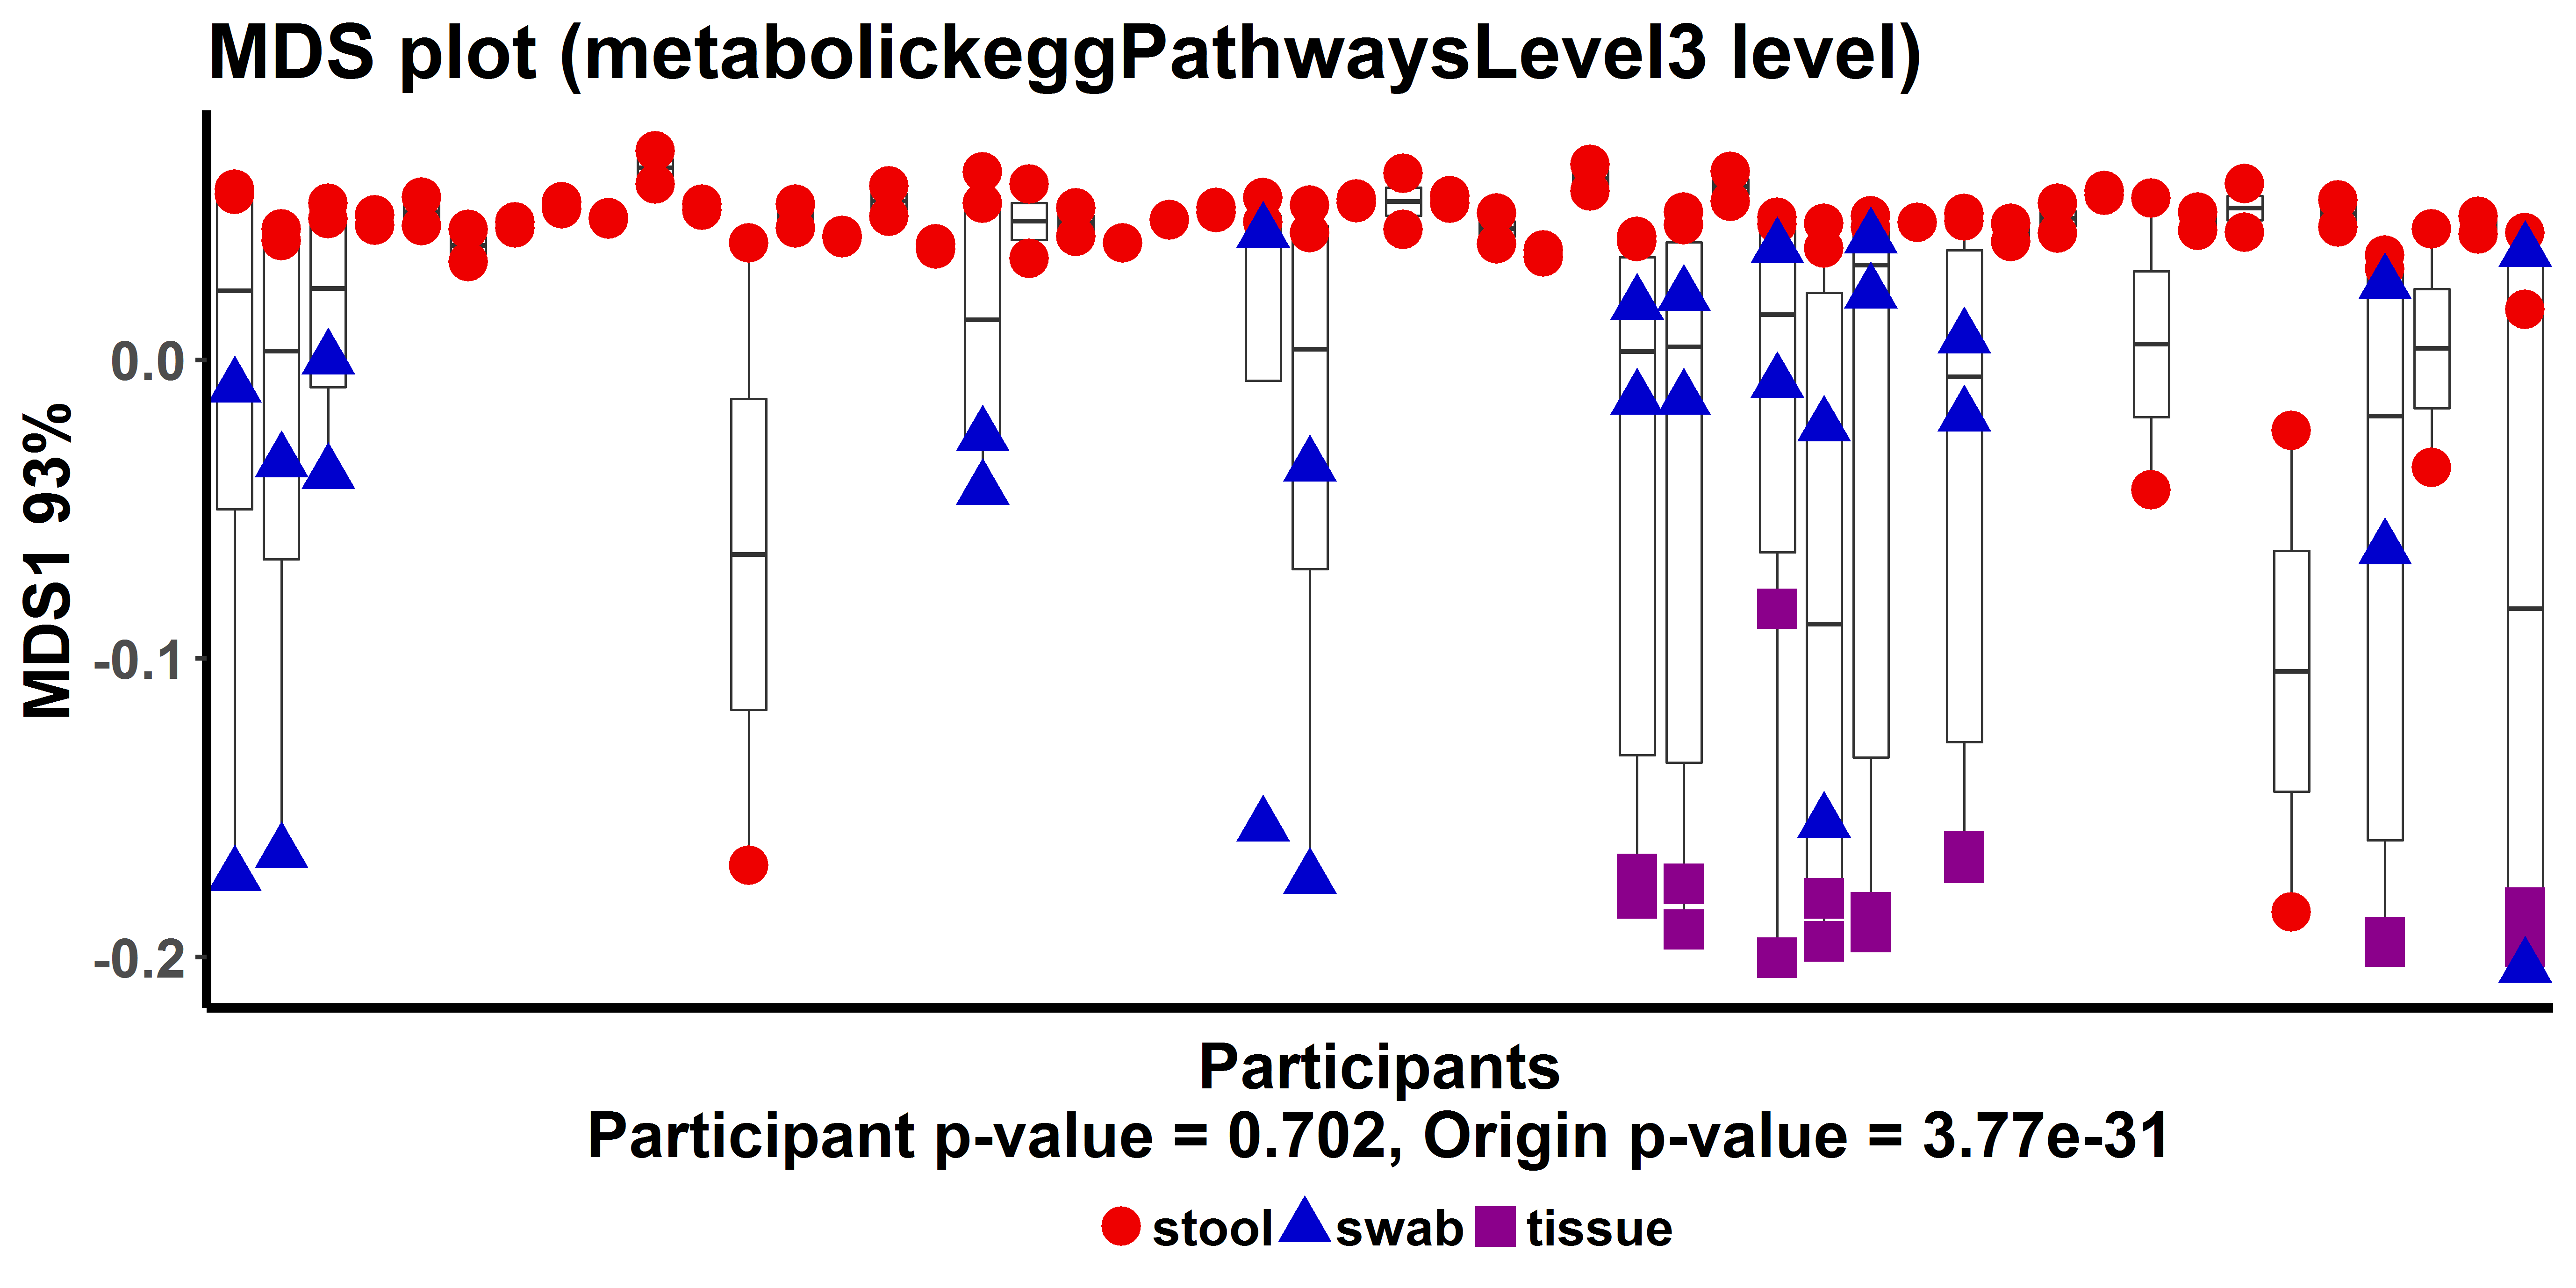 MDS plot (metabolickeggPathwaysLevel3 level)
MDS1 93%
0.0
-0.1
-0.2
Participants
Participant p-value = 0.702, Origin p-value = 3.77e-31
stool swab tissue